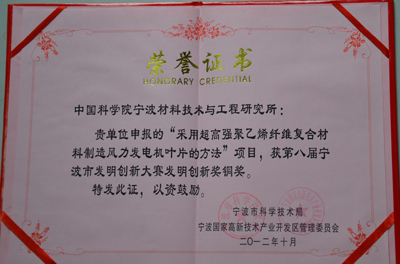 荣誉证书
HONORARY CREDENTIAL
中国科学院宁波材料技术与工程研究所：
贵单位申报的“采用超高强聚乙烯纤维复合材
料制造风力发电机叶片的方法”项目，获第八届宁
波市发明创新大赛发明创新奖铜奖。
特发此证，以资鼓励。
宁波市科学技术局
宁波国家高新技术产业开发区管理委员会
二〇一二年十月